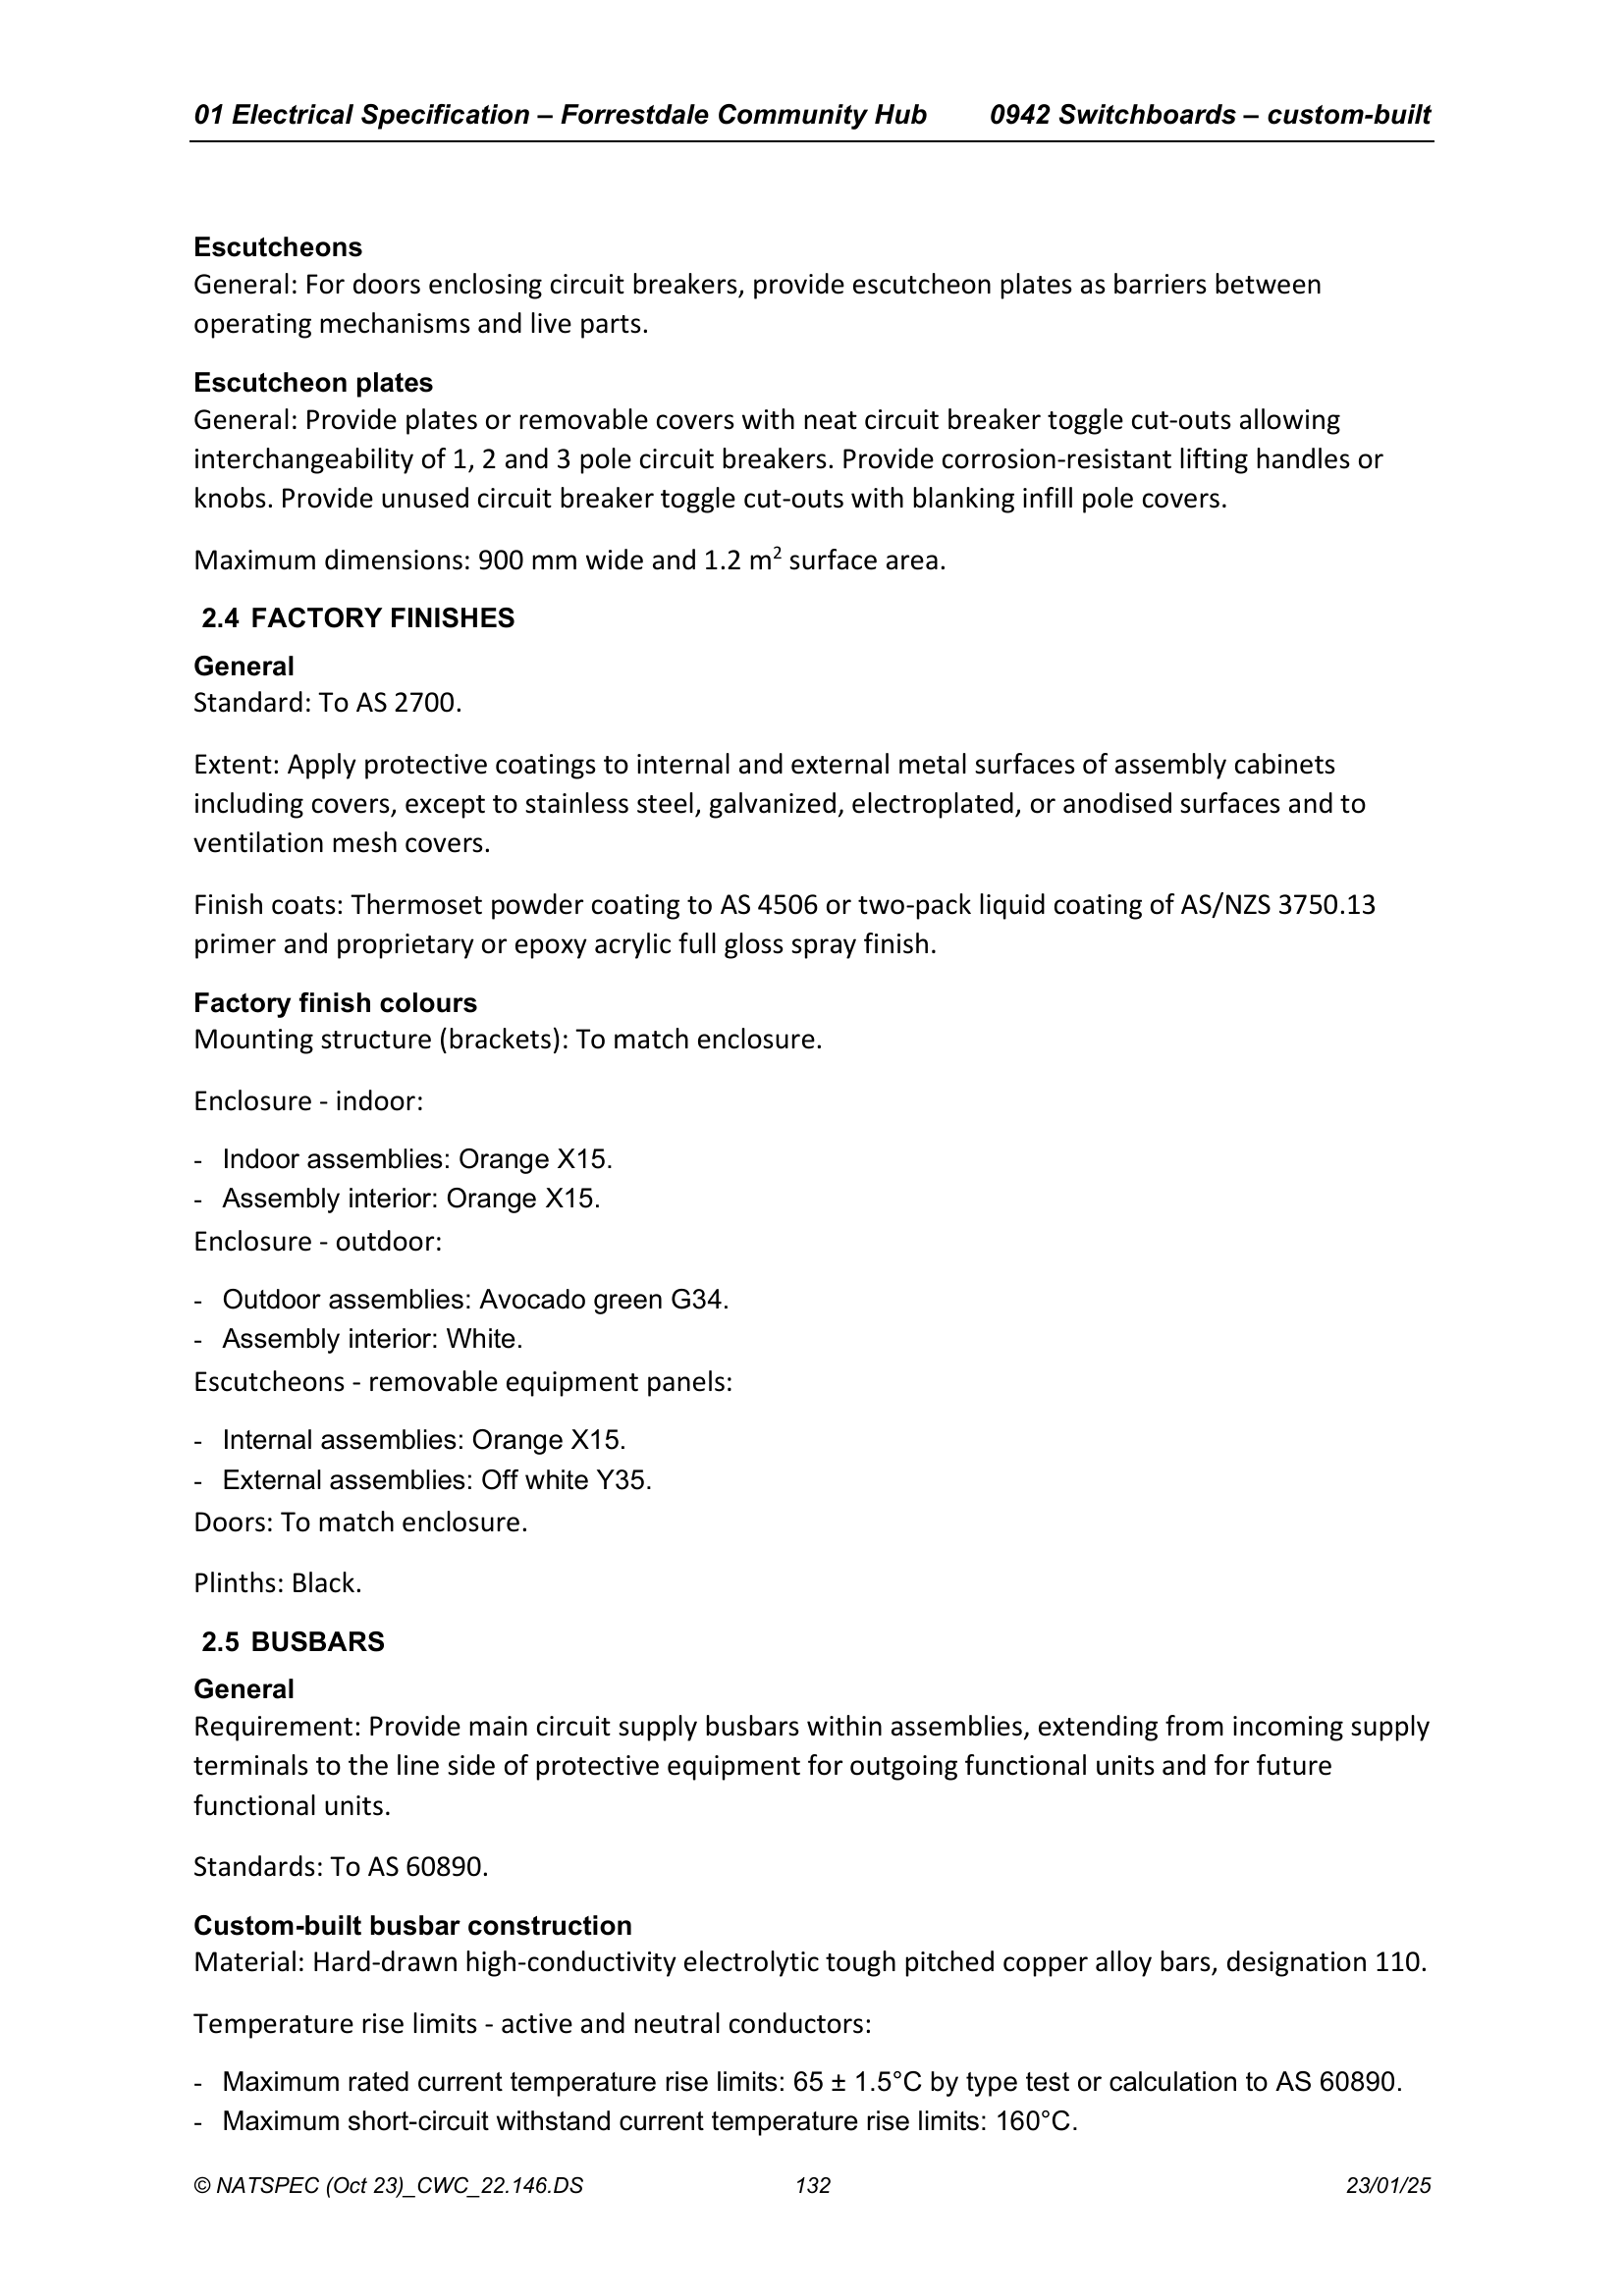 01 Electrical Specification – Forrestdale Community Hub 0942 Switchboards – custom-built
Escutcheons
General: For doors enclosing circuit breakers, provide escutcheon plates as barriers between
operating mechanisms and live parts.
Escutcheon plates
General: Provide plates or removable covers with neat circuit breaker toggle cut-outs allowing
interchangeability of 1, 2 and 3 pole circuit breakers. Provide corrosion-resistant lifting handles or
knobs. Provide unused circuit breaker toggle cut-outs with blanking infill pole covers.
Maximum dimensions: 900 mm wide and 1.2 m² surface area.
2.4 FACTORY FINISHES
General
Standard: To AS 2700.
Extent: Apply protective coatings to internal and external metal surfaces of assembly cabinets
including covers, except to stainless steel, galvanized, electroplated, or anodised surfaces and to
ventilation mesh covers.
Finish coats: Thermoset powder coating to AS 4506 or two-pack liquid coating of AS/NZS 3750.13
primer and proprietary or epoxy acrylic full gloss spray finish.
Factory finish colours
Mounting structure (brackets): To match enclosure.
Enclosure - indoor:
- Indoor assemblies: Orange X15.
- Assembly interior: Orange X15.
Enclosure - outdoor:
- Outdoor assemblies: Avocado green G34.
- Assembly interior: White.
Escutcheons - removable equipment panels:
- Internal assemblies: Orange X15.
- External assemblies: Off white Y35.
Doors: To match enclosure.
Plinths: Black.
2.5 BUSBARS
General
Requirement: Provide main circuit supply busbars within assemblies, extending from incoming supply
terminals to the line side of protective equipment for outgoing functional units and for future
functional units.
Standards: To AS 60890.
Custom-built busbar construction
Material: Hard-drawn high-conductivity electrolytic tough pitched copper alloy bars, designation 110.
Temperature rise limits - active and neutral conductors:
- Maximum rated current temperature rise limits: 65 ± 1.5°C by type test or calculation to AS 60890.
- Maximum short-circuit withstand current temperature rise limits: 160°C.
© NATSPEC (Oct 23)_CWC_22.146.DS 132 23/01/25